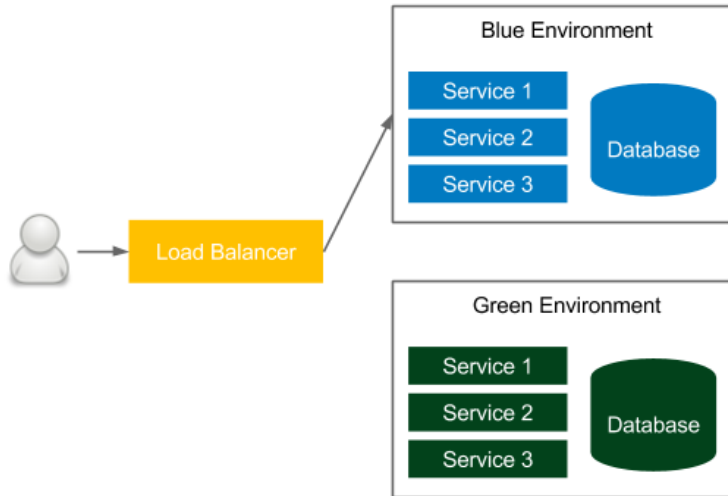 Blue Environment
Service 1
Service 2
Database
Service 3
Load Balancer
Green Environment
Service 1
Service 2
Database
Service 3